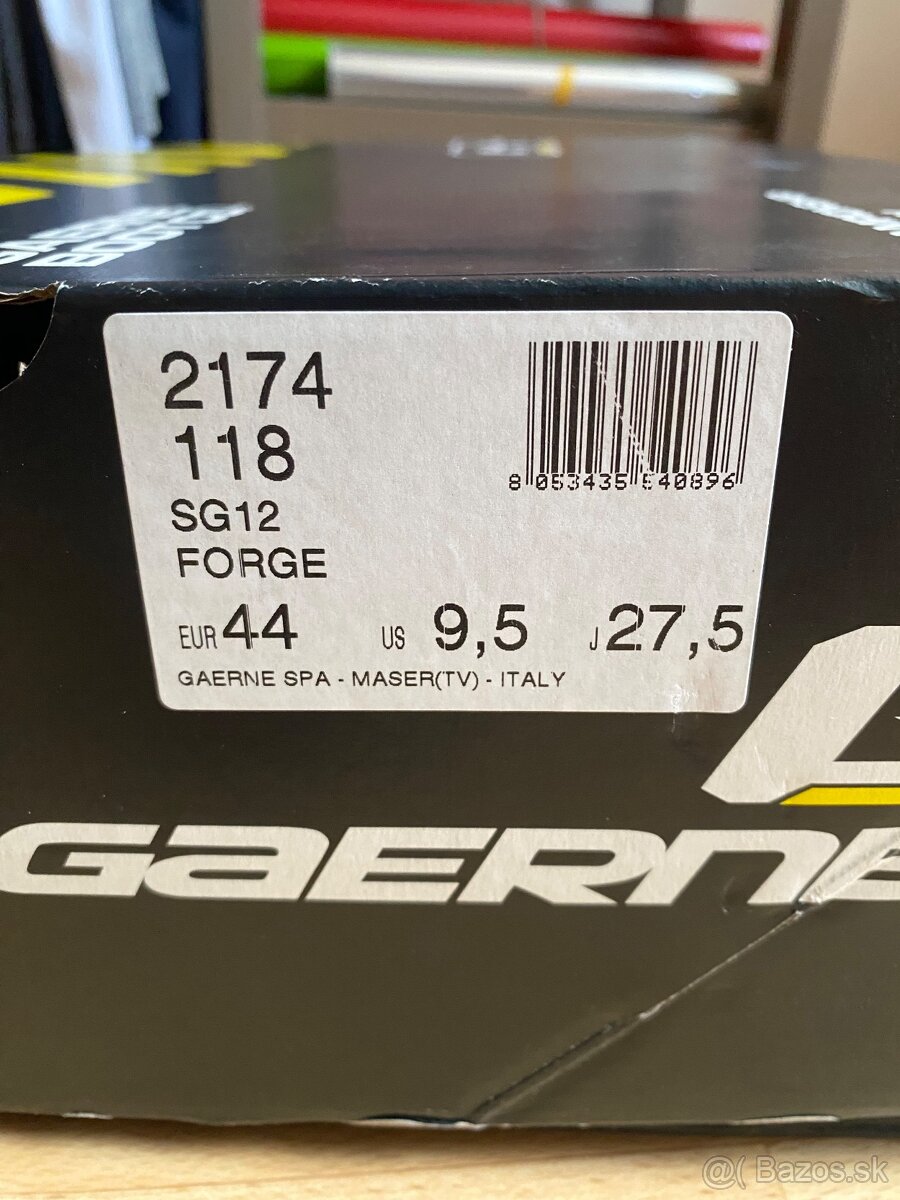 2174
118
8 053435 540896
SG12
FORGE
EUR 44 US 9,5 J 27,5
GAERNE SPA - MASER(TV) - ITALY
GAERNE
@( Bazos.sk